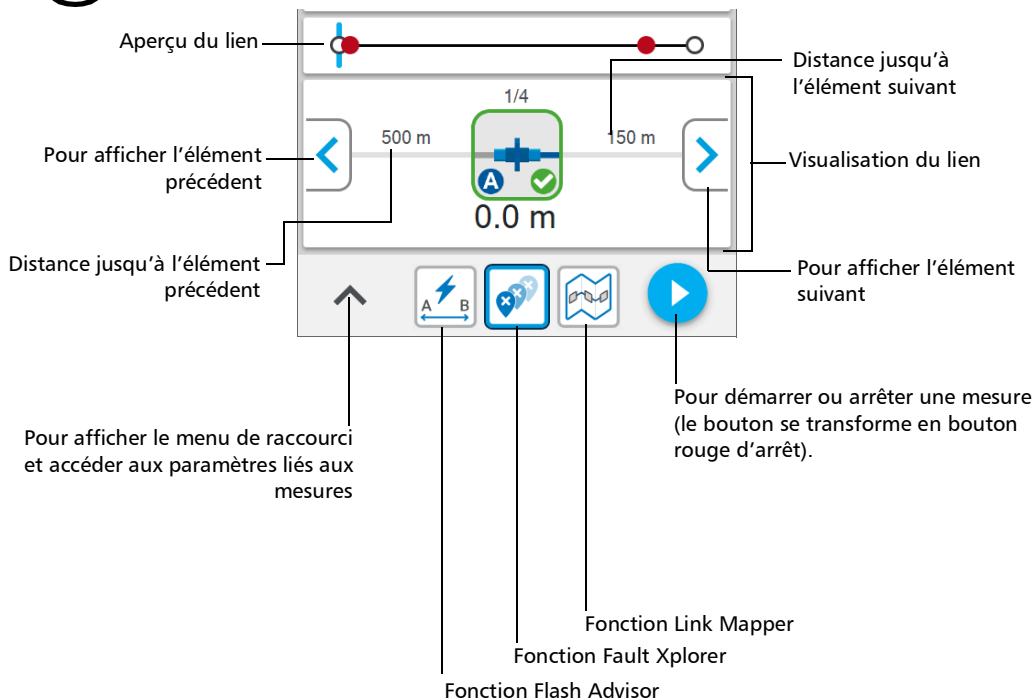 Aperçu du lien
Distance jusqu'à
l'élément suivant
1/4
500 m
150 m
Pour afficher l'élément
précédent
Visualisation du lien
A
0.0 m
Distance jusqu'à l'élément
précédent
Pour afficher l'élément
suivant
A B
Pour démarrer ou arrêter une mesure
(le bouton se transforme en bouton
rouge d'arrêt).
Pour afficher le menu de raccourci
et accéder aux paramètres liés aux
mesures
Fonction Link Mapper
Fonction Fault Xplorer
Fonction Flash Advisor